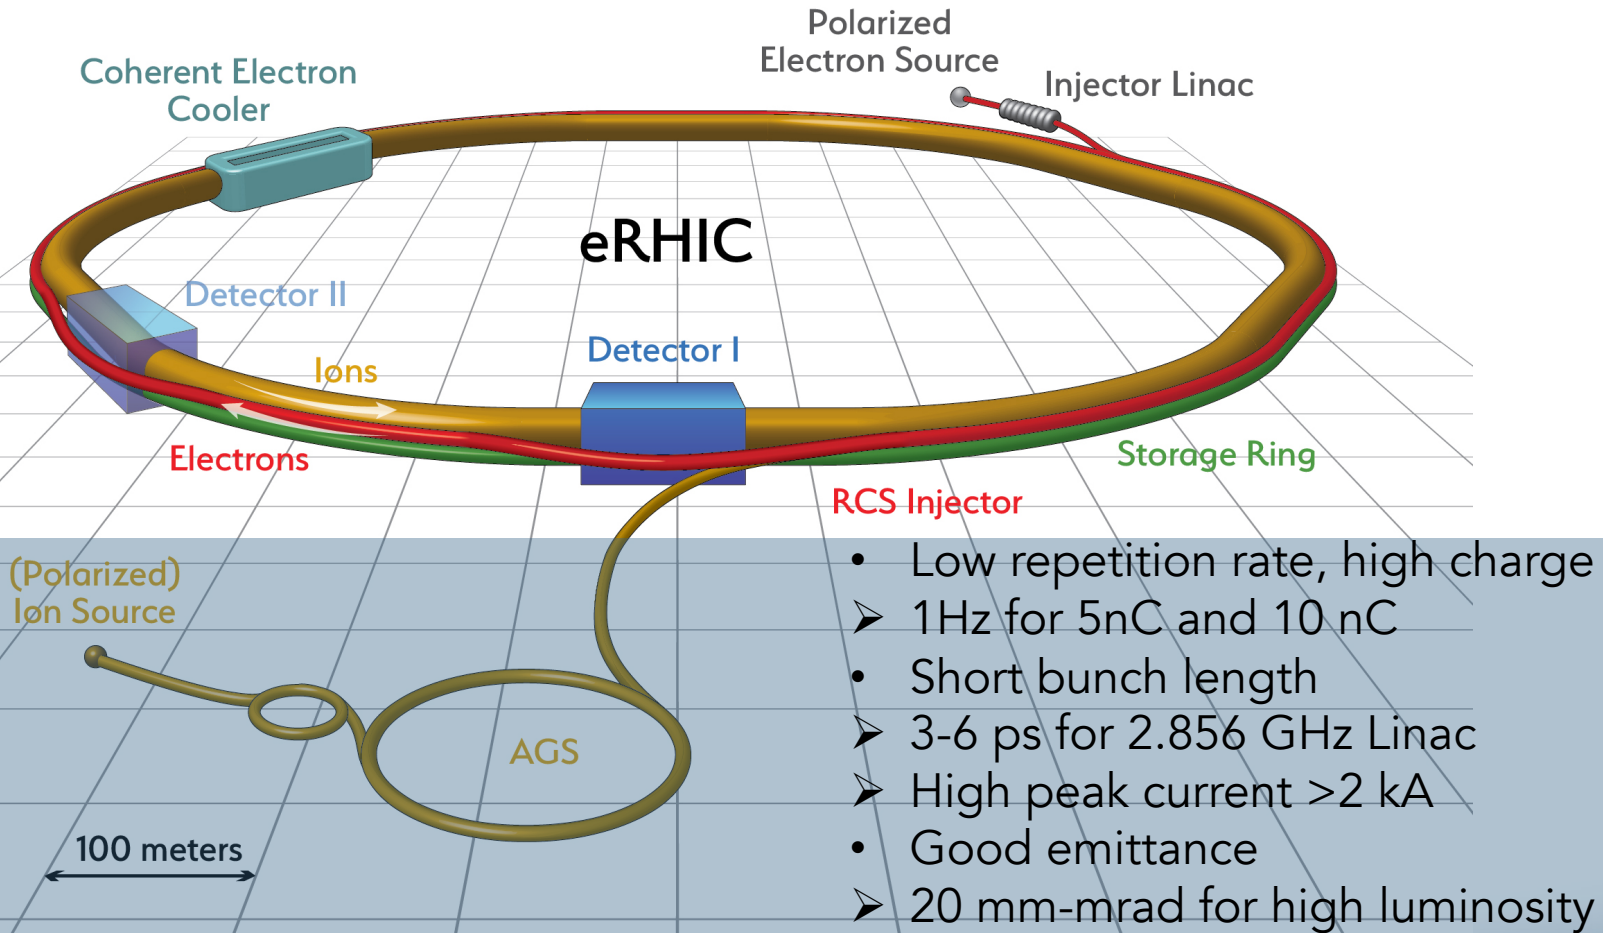 Polarized
Electron Source
Injector Linac
Coherent Electron
Cooler
eRHIC
Detector II
Detector I
Ions
Electrons
Storage Ring
RCS Injector
(Polarized)
Ion Source
AGS
100 meters
• Low repetition rate, high charge
➢ 1Hz for 5nC and 10 nC
• Short bunch length
➢ 3-6 ps for 2.856 GHz Linac
➢ High peak current >2 kA
• Good emittance
➢ 20 mm-mrad for high luminosity